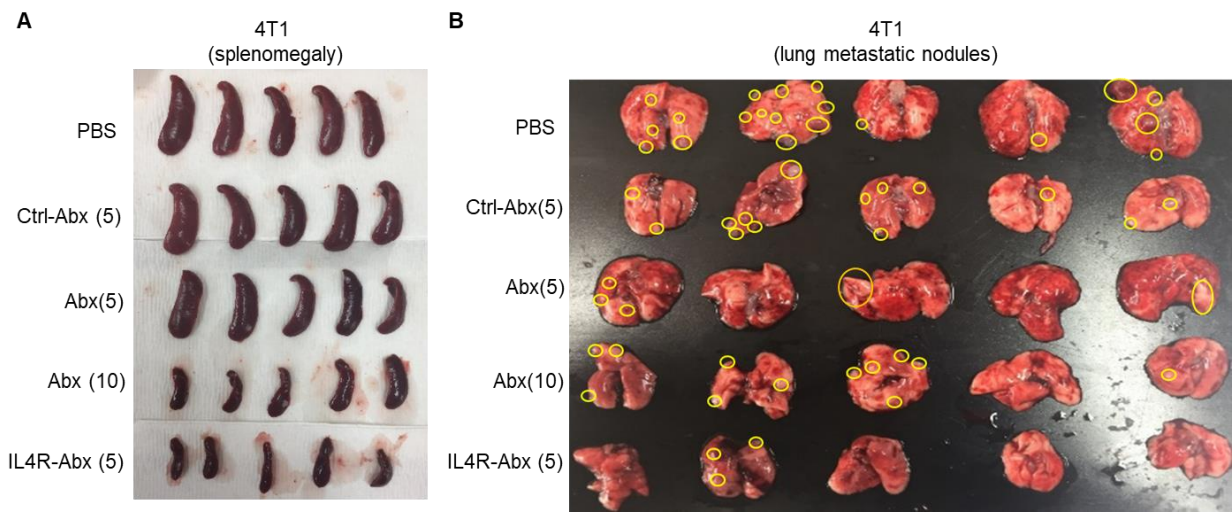 A
4T1
(splenomegaly)
PBS
Ctrl-Abx (5)
Abx(5)
Abx (10)
IL4R-Abx (5)
B
4T1
(lung metastatic nodules)
PBS
Ctrl-Abx(5)
Abx(5)
Abx(10)
IL4R-Abx (5)